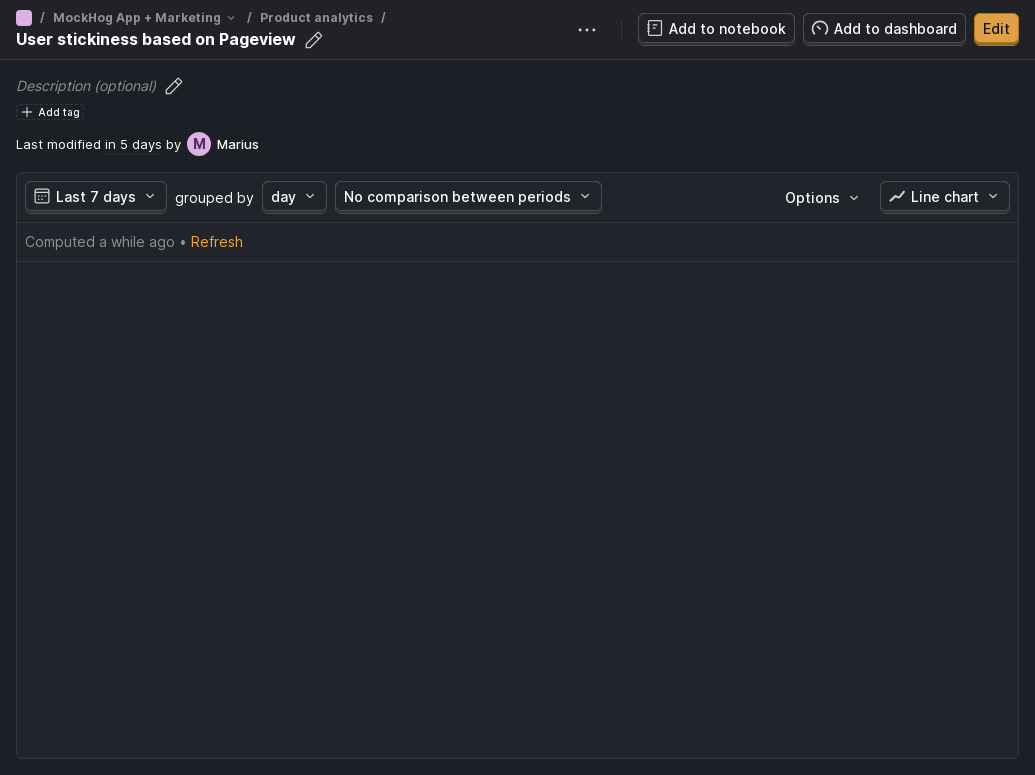 / MockHog App + Marketing / Product analytics /
User stickiness based on Pageview
Add to notebook
Add to dashboard
Edit
Description (optional)
Add tag
Last modified in 5 days by M Marius
Last 7 days grouped by day No comparison between periods Options Line chart
Computed a while ago • Refresh